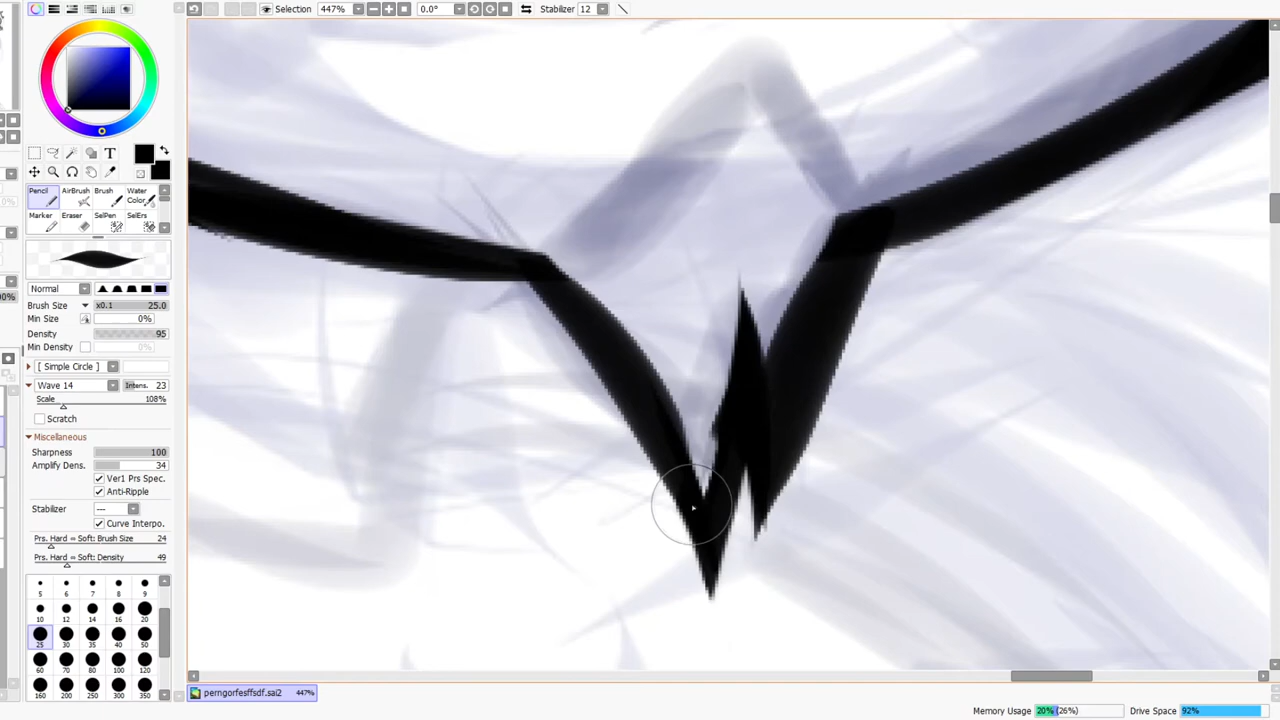 Selection 447% 0.0° Stabilizer 12
T
Pencil AirBrush Brush Water Color
Marker Eraser SelPen SelErs
Normal
Brush Size x0.1 25.0
Min Size 0%
Density 95
Min Density 0%
[ Simple Circle ]
Wave 14 Intens. 23
Scale 108%
Scratch
Miscellaneous
Sharpness 100
Amplify Dens. 34
Ver1 Prs Spec.
Anti-Ripple
Stabilizer ---
Curve Interpo.
Prs. Hard ⇔ Soft: Brush Size 24
Prs. Hard ⇔ Soft: Density 49
5 6 7 8 9
10 12 14 16 20
25 30 35 40 50
60 70 80 100 120
160 200 250 300 350
perngorfesffsdf.sai2 447%
Memory Usage 20% (26%) Drive Space 92%